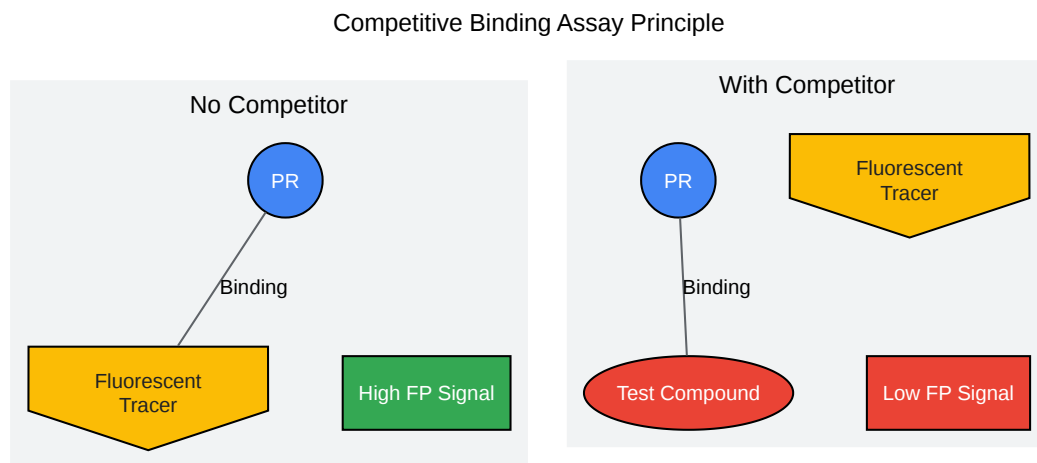 Competitive Binding Assay Principle
No Competitor
PR
Binding
Fluorescent
Tracer
High FP Signal
With Competitor
PR
Fluorescent
Tracer
Binding
Test Compound
Low FP Signal